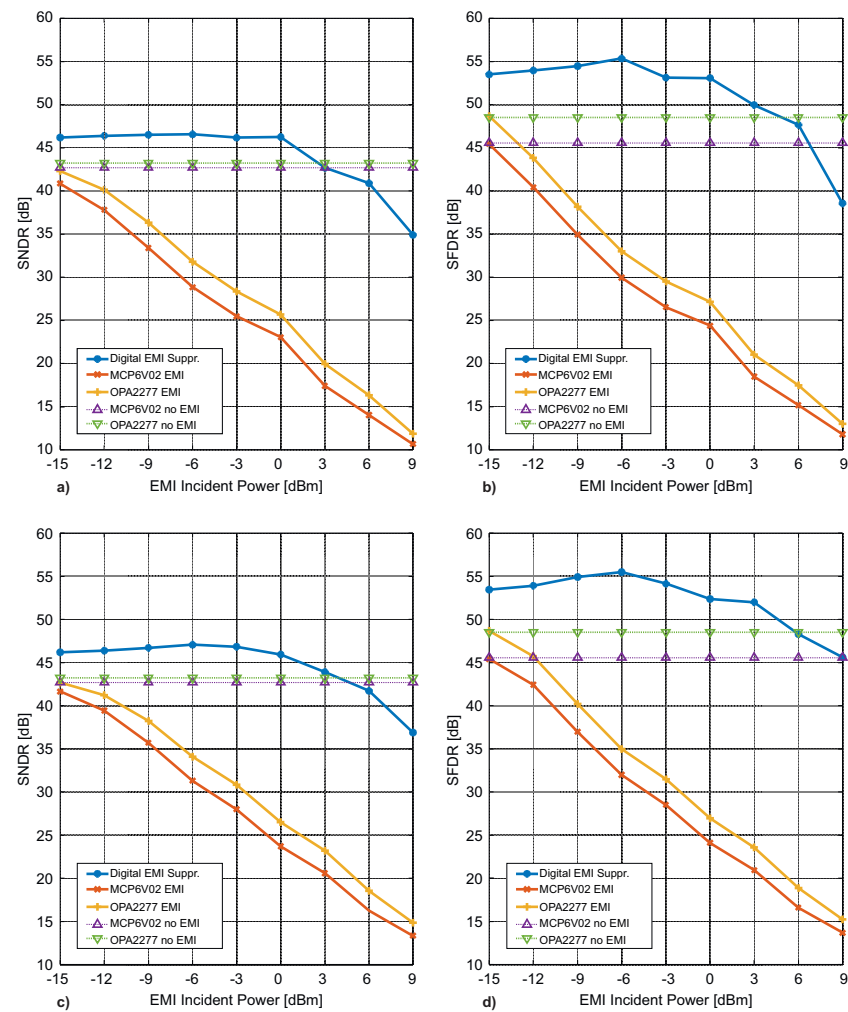 60
55
50
45
40
35
30
25
20
15
10
SNDR [dB]
Digital EMI Suppr.
MCP6V02 EMI
OPA2277 EMI
MCP6V02 no EMI
OPA2277 no EMI
-15 -12 -9 -6 -3 0 3 6 9
a) EMI Incident Power [dBm]
60
55
50
45
40
35
30
25
20
15
10
SFDR [dB]
Digital EMI Suppr.
MCP6V02 EMI
OPA2277 EMI
MCP6V02 no EMI
OPA2277 no EMI
-15 -12 -9 -6 -3 0 3 6 9
b) EMI Incident Power [dBm]
60
55
50
45
40
35
30
25
20
15
10
SNDR [dB]
Digital EMI Suppr.
MCP6V02 EMI
OPA2277 EMI
MCP6V02 no EMI
OPA2277 no EMI
-15 -12 -9 -6 -3 0 3 6 9
c) EMI Incident Power [dBm]
60
55
50
45
40
35
30
25
20
15
10
SFDR [dB]
Digital EMI Suppr.
MCP6V02 EMI
OPA2277 EMI
MCP6V02 no EMI
OPA2277 no EMI
-15 -12 -9 -6 -3 0 3 6 9
d) EMI Incident Power [dBm]